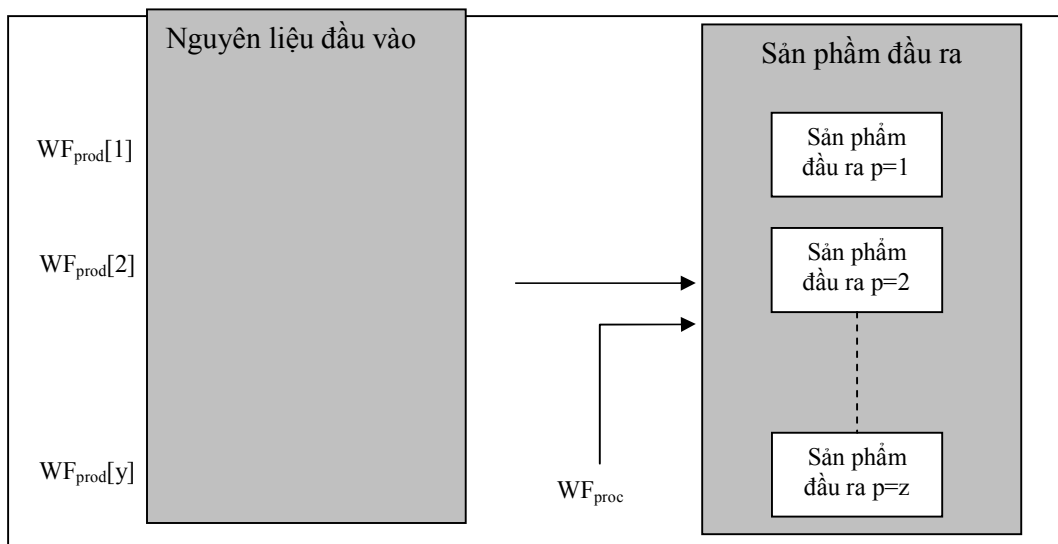 Nguyên liệu đầu vào
WFprod[1]
WFprod[2]
WFprod[y]
WFproc
Sản phầm đầu ra
Sản phẩm
đầu ra p=1
Sản phẩm
đầu ra p=2
Sản phẩm
đầu ra p=z